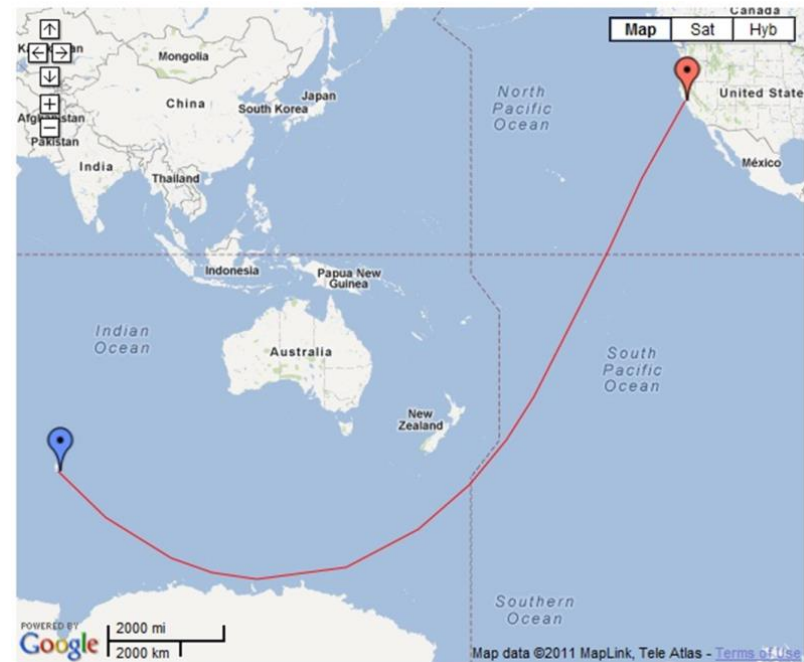 Canada
Map
Sat
Hyb
Mongolia
North
Pacific
Ocean
United State
China
South Korea
Japan
Pakistan
India
México
Thailand
Indonesia
Papua New
Guinea
Indian
Ocean
Australia
South
Pacific
Ocean
New
Zealand
Southern
Ocean
POWERED BY
Google
2000 mi
2000 km
Map data ©2011 MapLink, Tele Atlas - Terms of Use